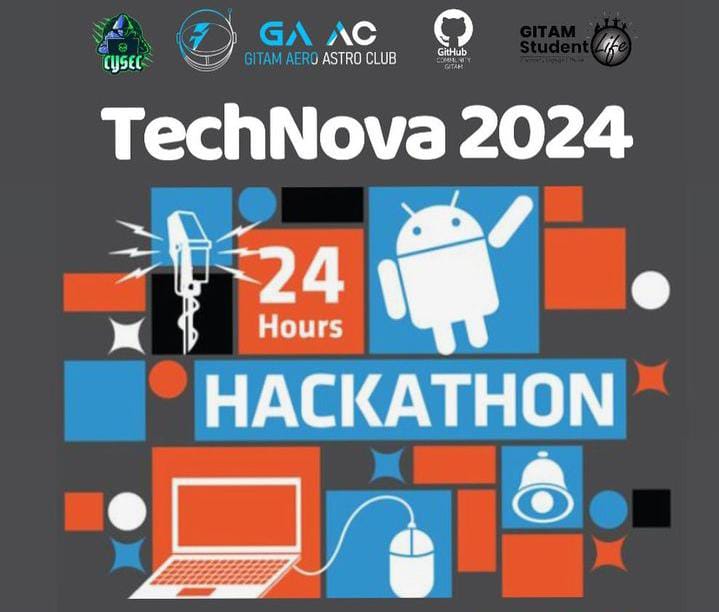 CYSEC
GA AC
GITAM AERO ASTRO CLUB
GitHub
COMMUNITY
GITAM
GITAM
Student Life
TechNova 2024
24
Hours
HACKATHON